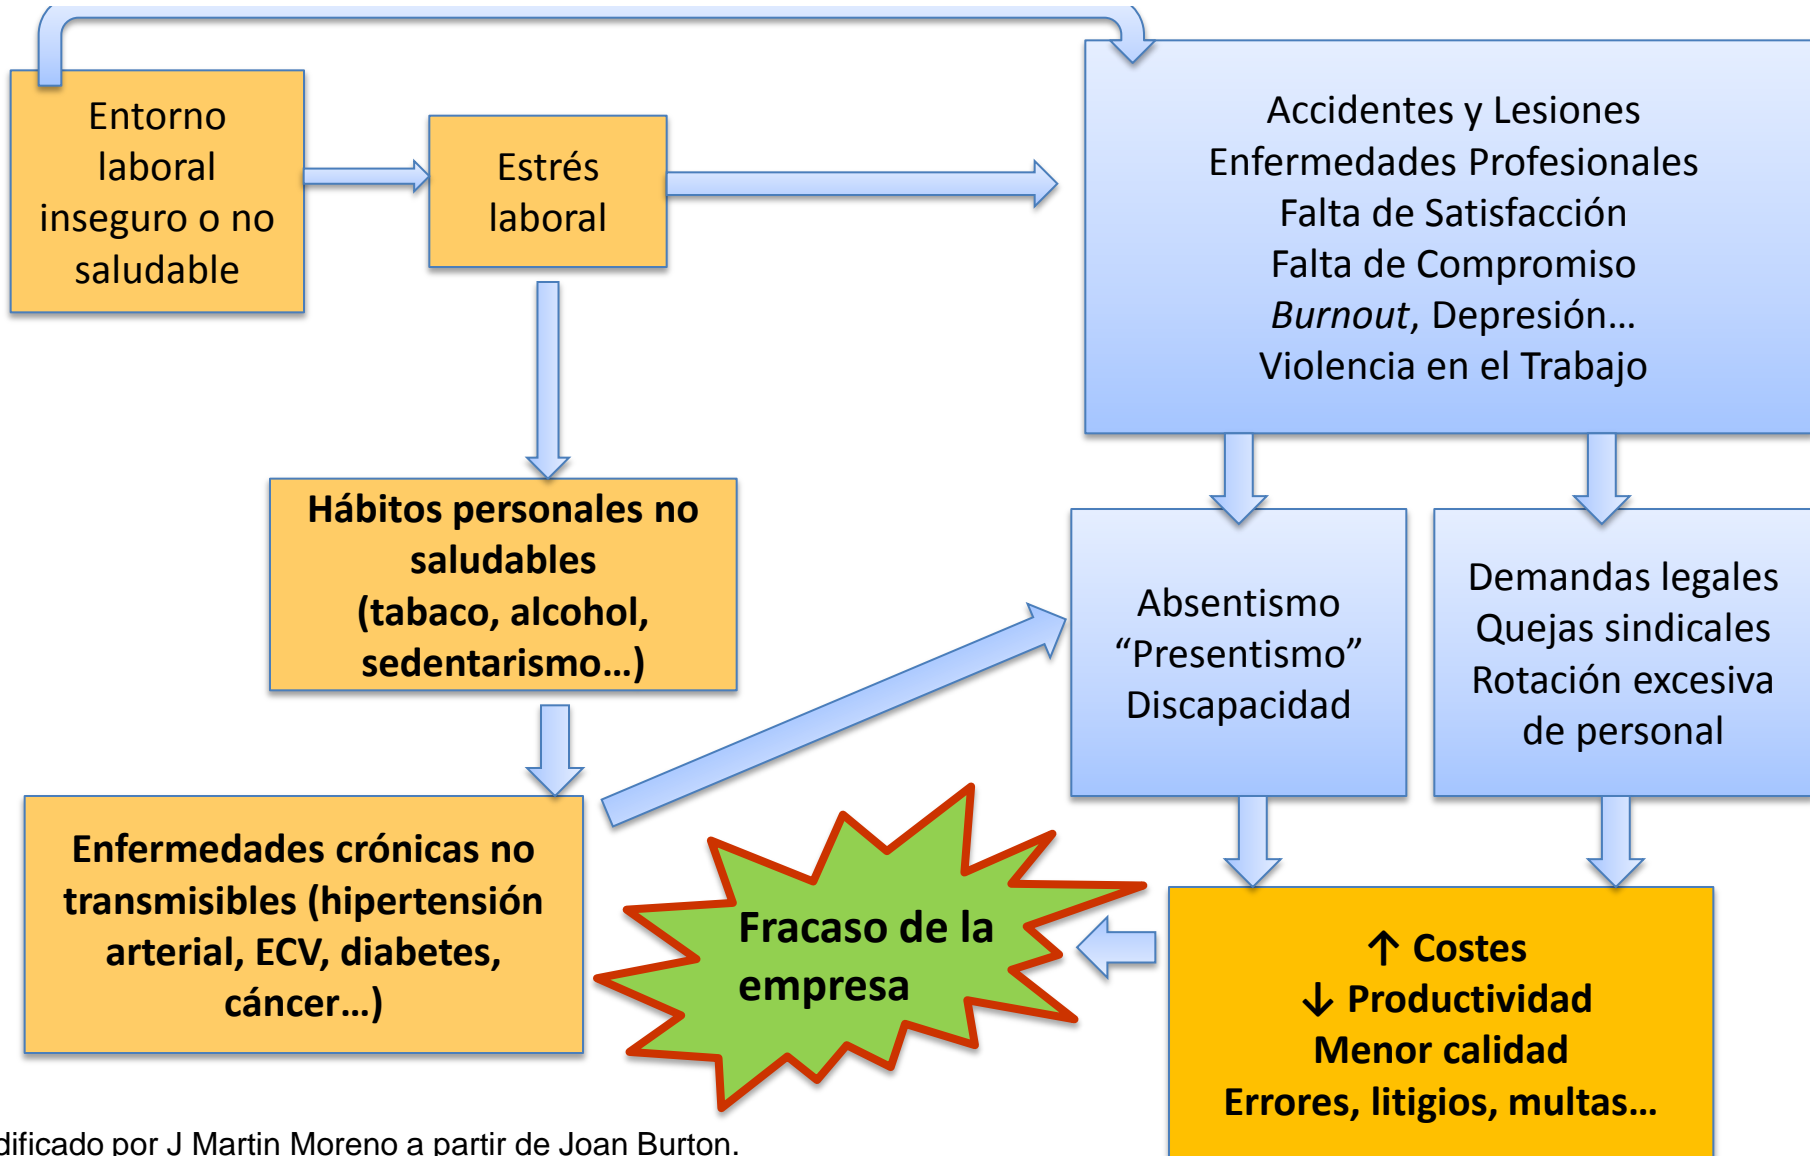 Entorno
laboral
inseguro o no
saludable
Estrés
laboral
Accidentes y Lesiones
Enfermedades Profesionales
Falta de Satisfacción
Falta de Compromiso
Burnout, Depresión…
Violencia en el Trabajo
Hábitos personales no
saludables
(tabaco, alcohol,
sedentarismo…)
Absentismo
“Presentismo”
Discapacidad
Demandas legales
Quejas sindicales
Rotación excesiva
de personal
Enfermedades crónicas no
transmisibles (hipertensión
arterial, ECV, diabetes,
cáncer…)
Fracaso de la
empresa
↑ Costes
↓ Productividad
Menor calidad
Errores, litigios, multas…
dificado por J Martin Moreno a partir de Joan Burton.